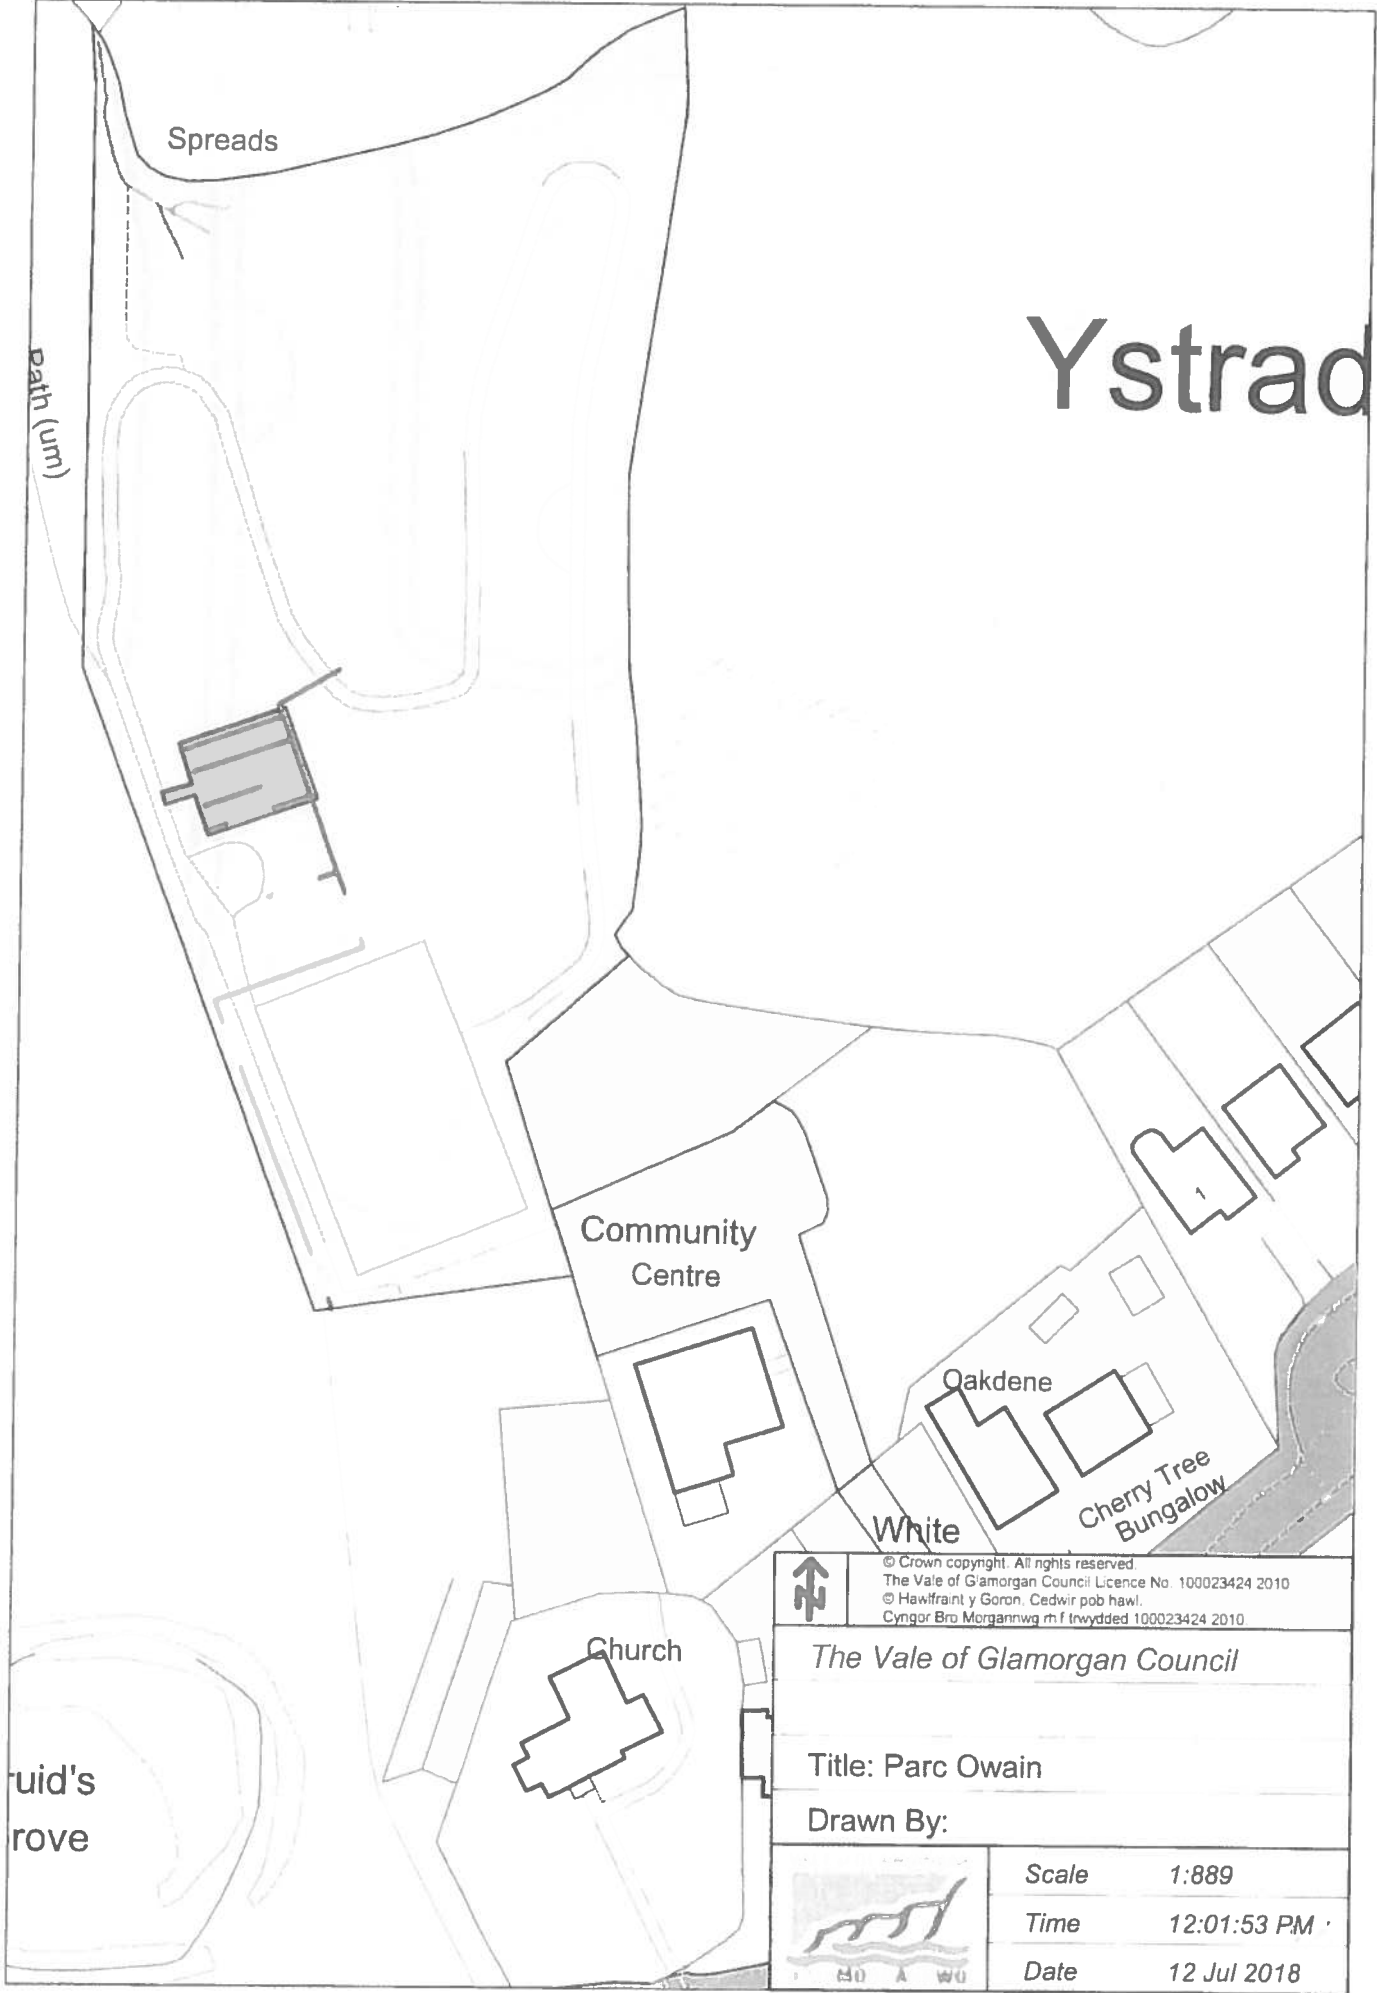 Spreads
Ystrad
Path (um)
1
Community
Centre
Oakdene
Cherry Tree
Bungalow
White
Church
ruid's
rove
N
© Crown copyright. All rights reserved.
The Vale of Glamorgan Council Licence No. 100023424 2010
© Hawlfraint y Goron. Cedwir pob hawl.
Cyngor Bro Morgannwg rhf trwydded 100023424 2010
The Vale of Glamorgan Council
Title: Parc Owain
Drawn By:
Scale 1:889
Time 12:01:53 PM
Date 12 Jul 2018